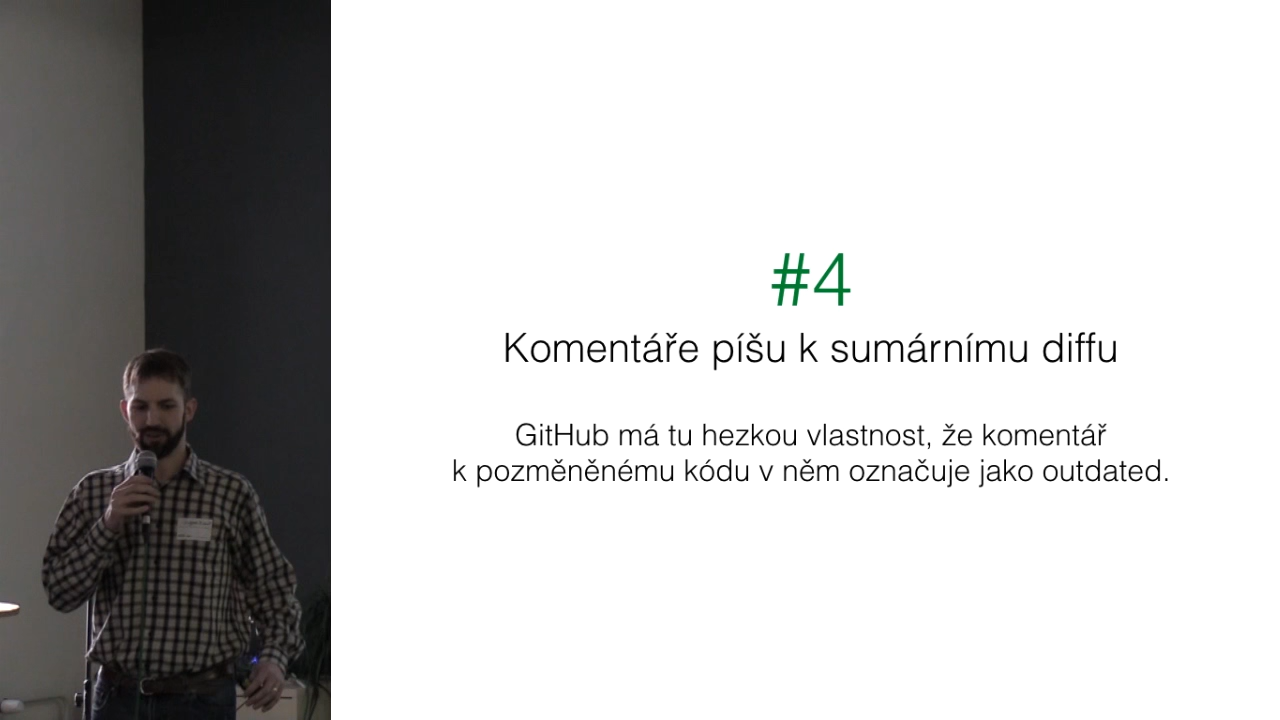 #4
Komentáře píšu k sumárnímu diffu
GitHub má tu hezkou vlastnost, že komentář
k pozměněnému kódu v něm označuje jako outdated.